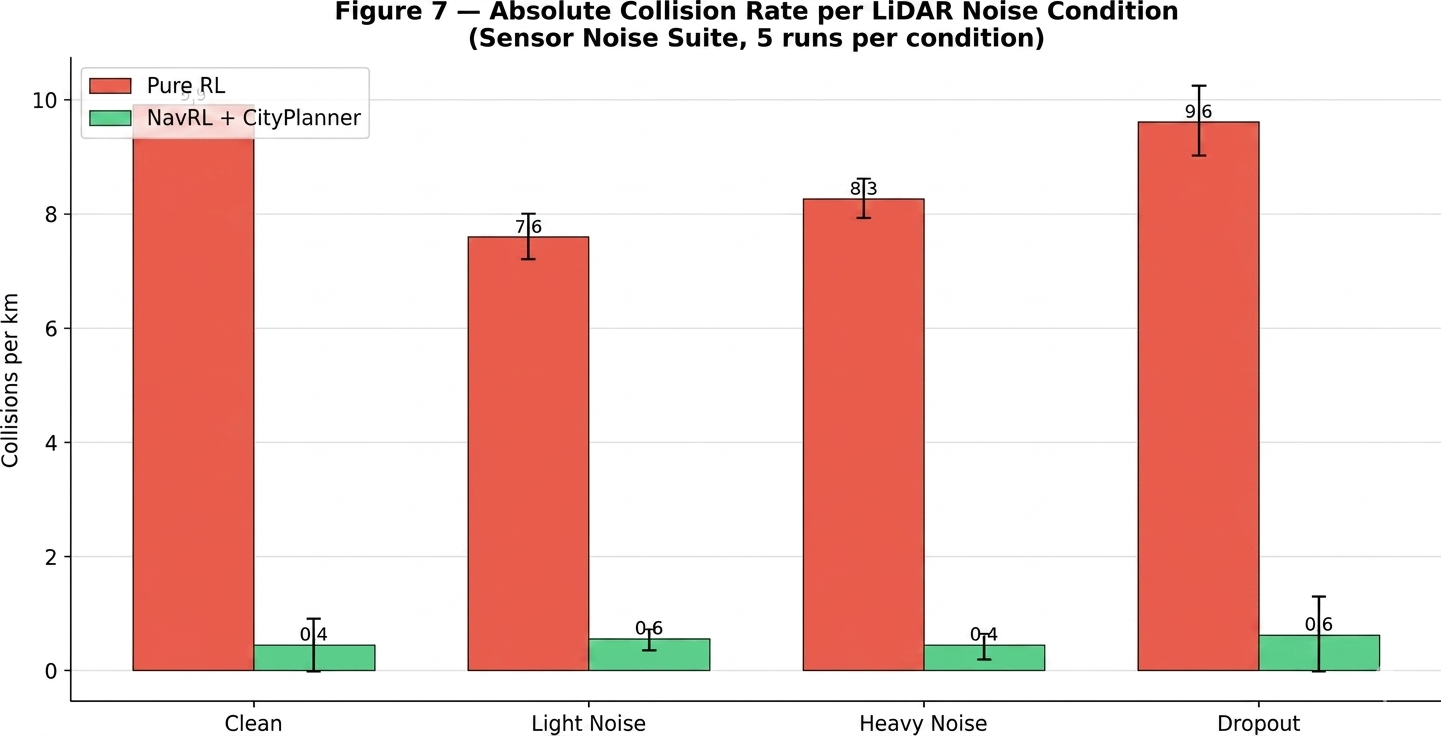 Figure 7 — Absolute Collision Rate per LiDAR Noise Condition
(Sensor Noise Suite, 5 runs per condition)
Pure RL
NavRL + CityPlanner
Collisions per km
10
8
6
4
2
0
9.9
0.4
7.6
0.6
8.3
0.4
9.6
0.6
Clean
Light Noise
Heavy Noise
Dropout